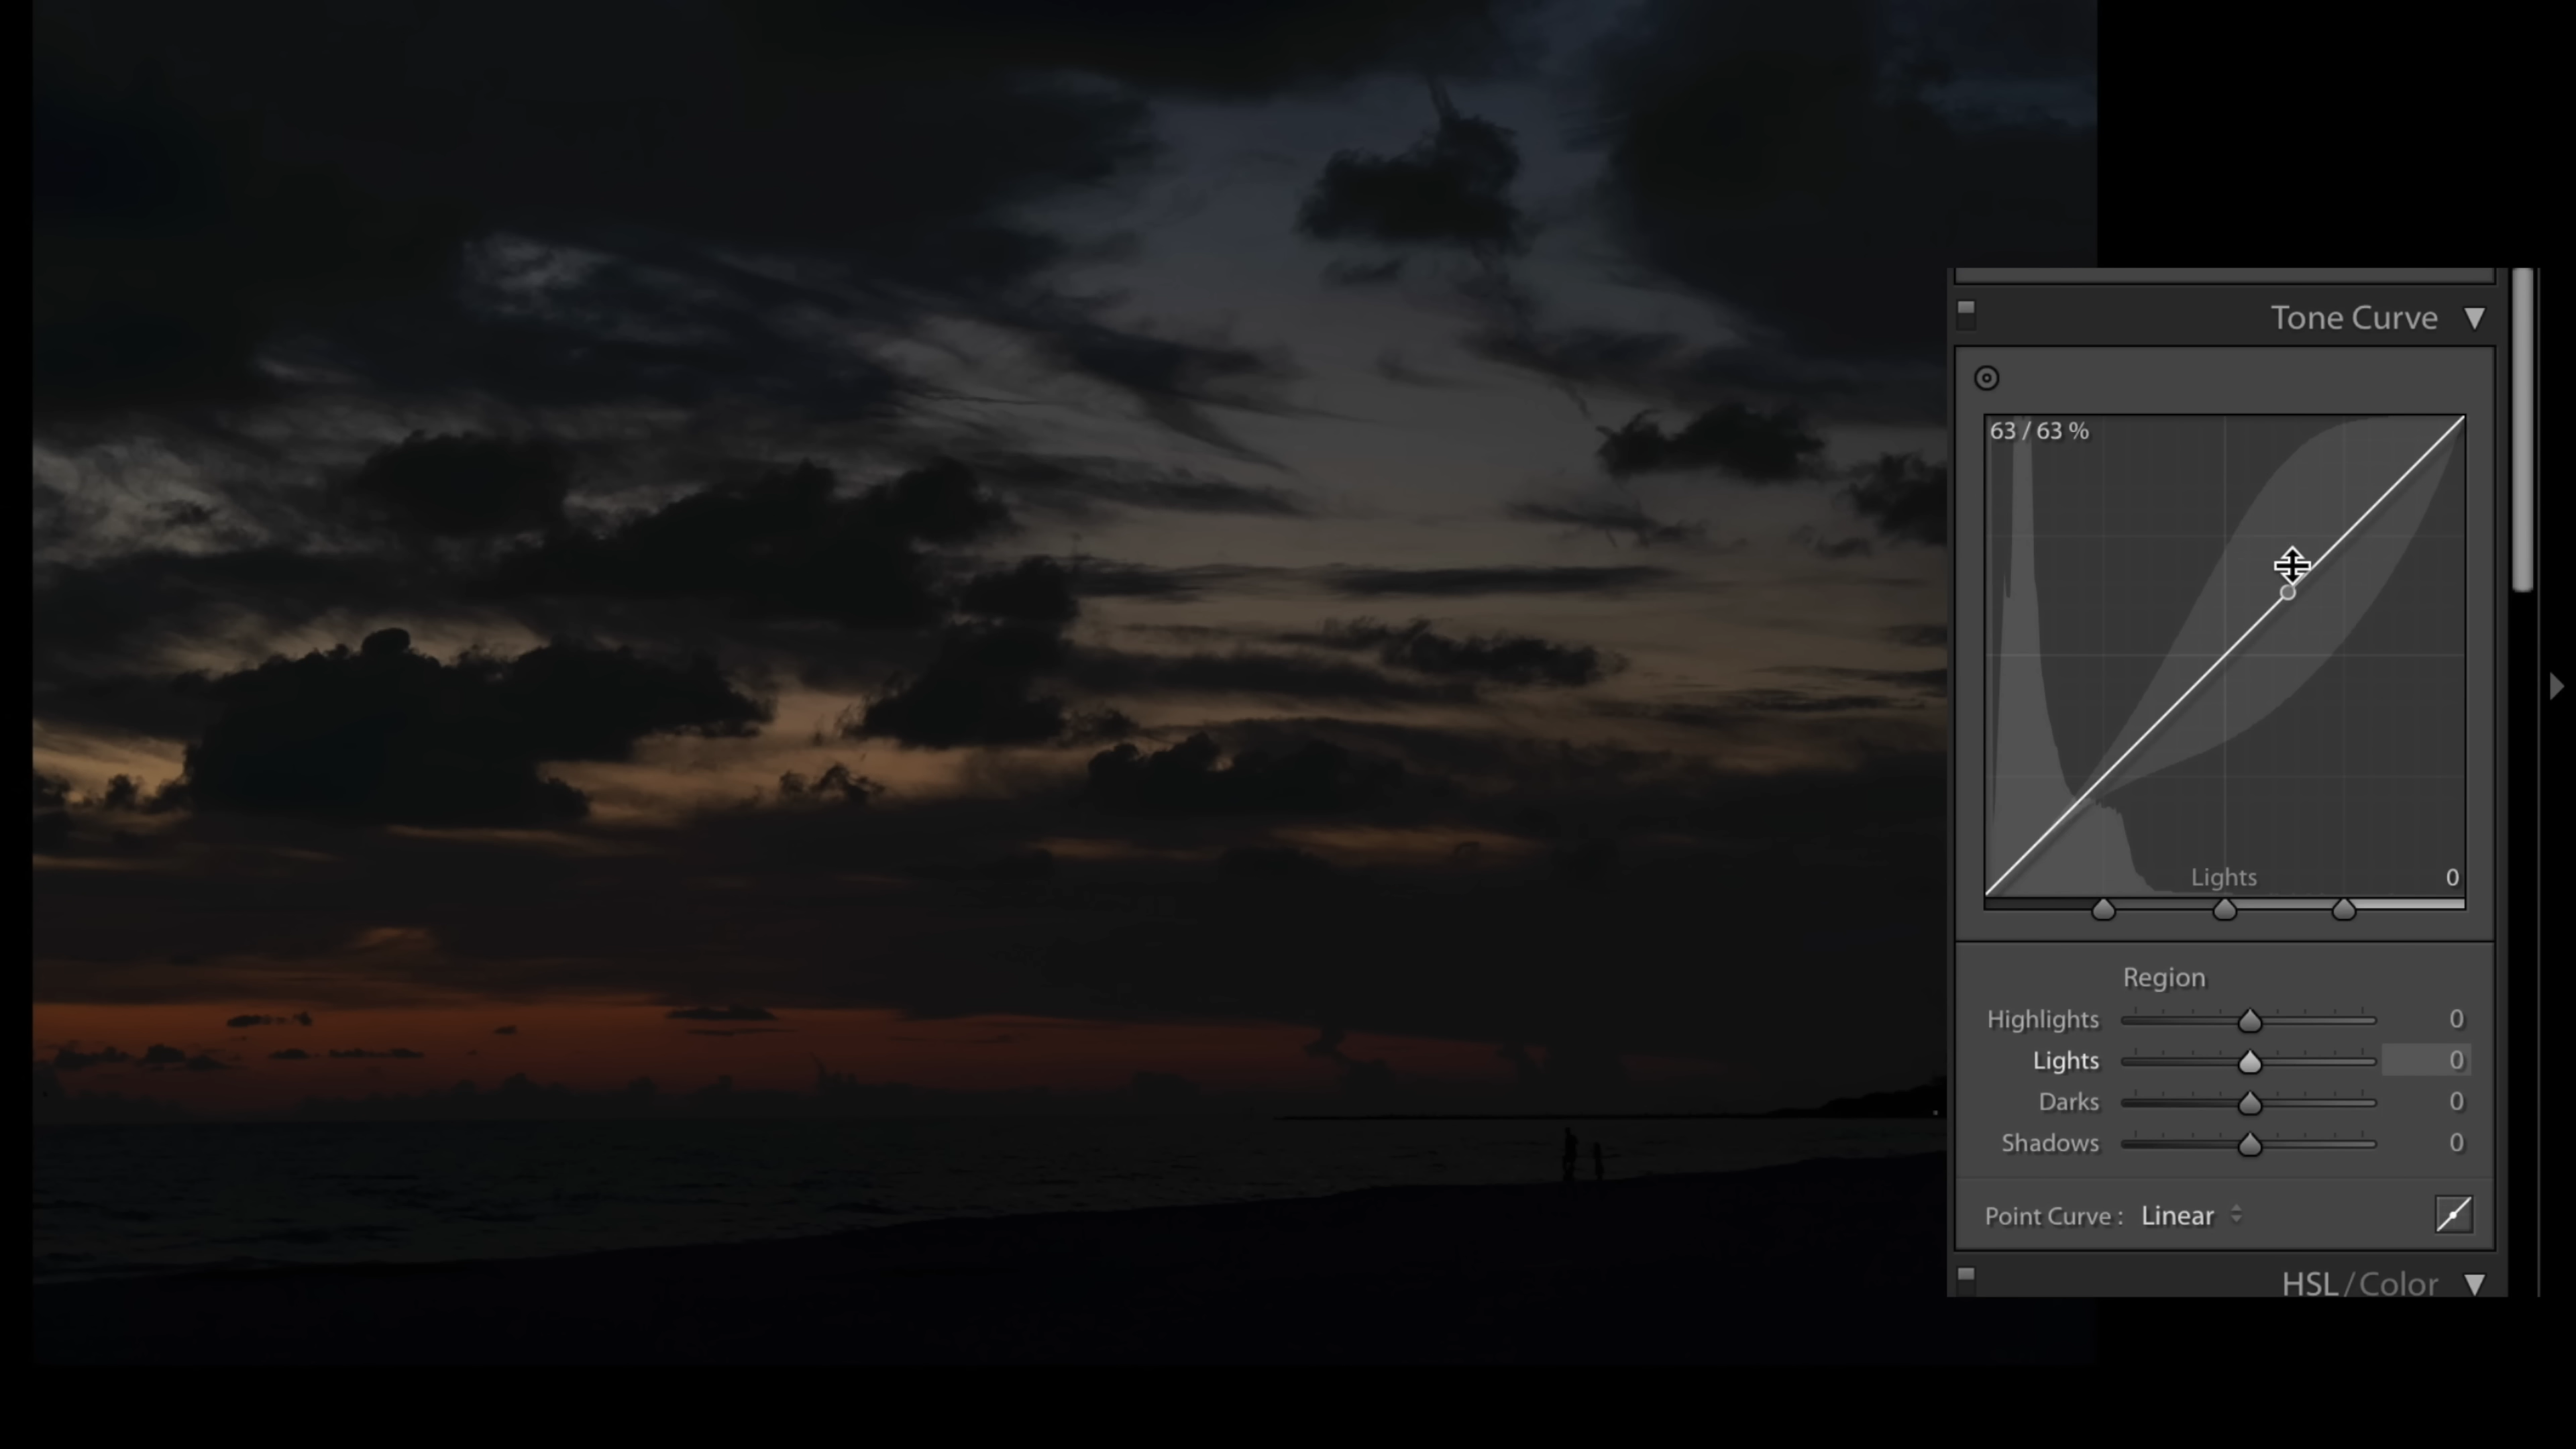 Tone Curve
63 / 63 %
Lights 0
Region
Highlights 0
Lights 0
Darks 0
Shadows 0
Point Curve : Linear
HSL / Color